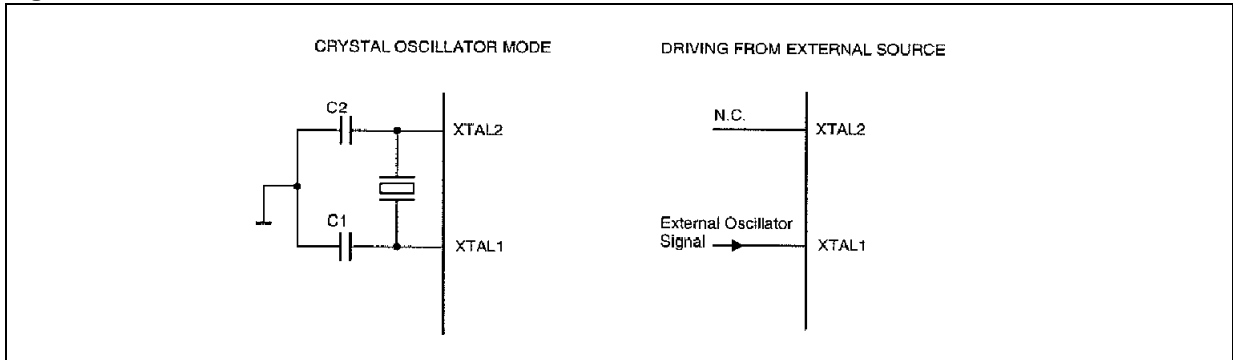 CRYSTAL OSCILLATOR MODE
DRIVING FROM EXTERNAL SOURCE
C2
XTAL2
C1
XTAL1
N.C.
XTAL2
External Oscillator
Signal
XTAL1